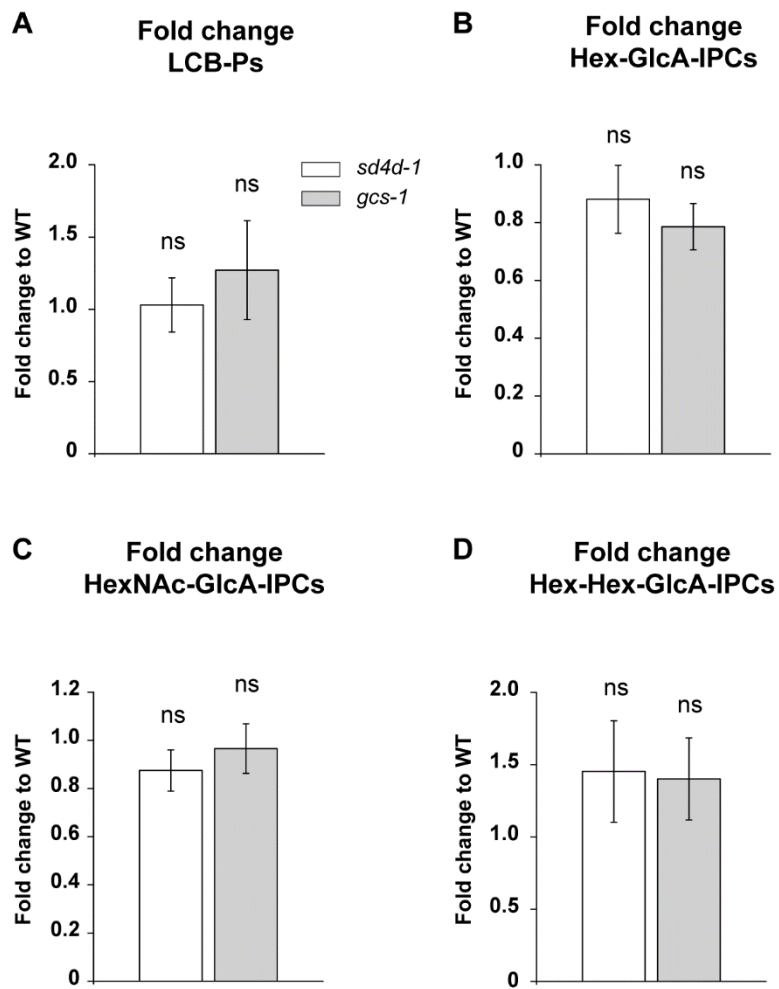 A
Fold change
LCB-Ps
Fold change to WT
2.0
1.5
1.0
0.5
0
ns
ns
sd4d-1
gcs-1
B
Fold change
Hex-GlcA-IPCs
Fold change to WT
1.0
0.8
0.6
0.4
0.2
0
ns
ns
C
Fold change
HexNAc-GlcA-IPCs
Fold change to WT
1.2
1.0
0.8
0.6
0.4
0.2
0
ns
ns
D
Fold change
Hex-Hex-GlcA-IPCs
Fold change to WT
2.0
1.5
1.0
0.5
0
ns
ns